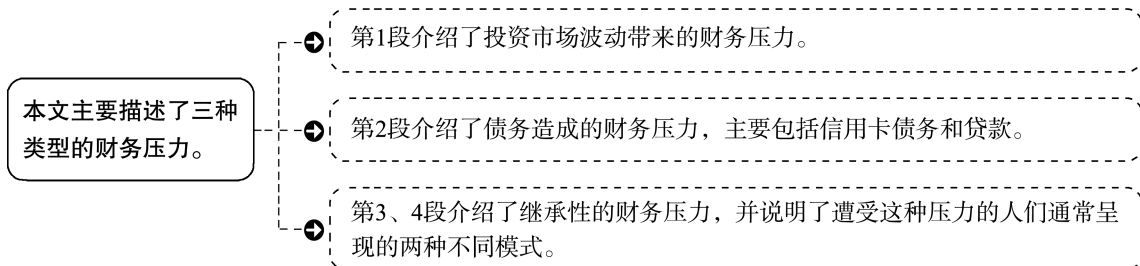 本文主要描述了三种
类型的财务压力。
第1段介绍了投资市场波动带来的财务压力。
第2段介绍了债务造成的财务压力，主要包括信用卡债务和贷款。
第3、4段介绍了继承性的财务压力，并说明了遭受这种压力的人们通常呈
现的两种不同模式。